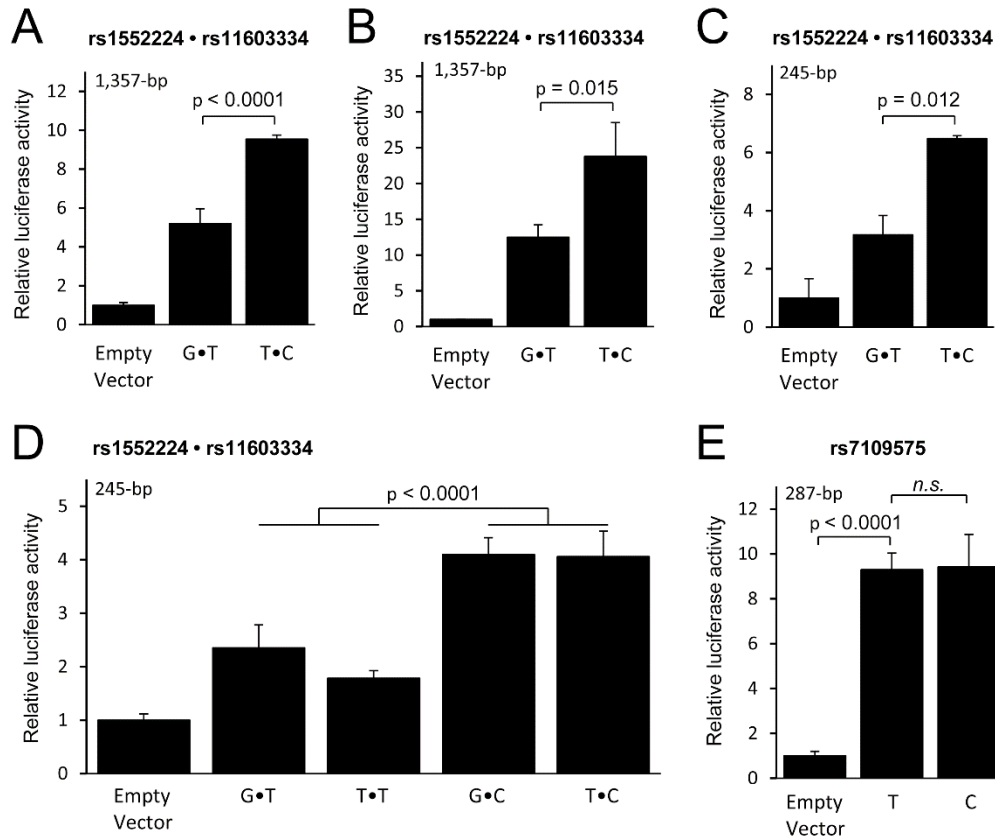 A
rs1552224 • rs11603334
1,357-bp
p < 0.0001
Relative luciferase activity
12
10
8
6
4
2
0
Empty Vector
G•T
T•C
B
rs1552224 • rs11603334
1,357-bp
p = 0.015
Relative luciferase activity
35
30
25
20
15
10
5
0
Empty Vector
G•T
T•C
C
rs1552224 • rs11603334
245-bp
p = 0.012
Relative luciferase activity
8
6
4
2
0
Empty Vector
G•T
T•C
D
rs1552224 • rs11603334
245-bp
p < 0.0001
Relative luciferase activity
5
4
3
2
1
0
Empty Vector
G•T
T•T
G•C
T•C
E
rs7109575
287-bp
n.s.
p < 0.0001
Relative luciferase activity
12
10
8
6
4
2
0
Empty Vector
T
C